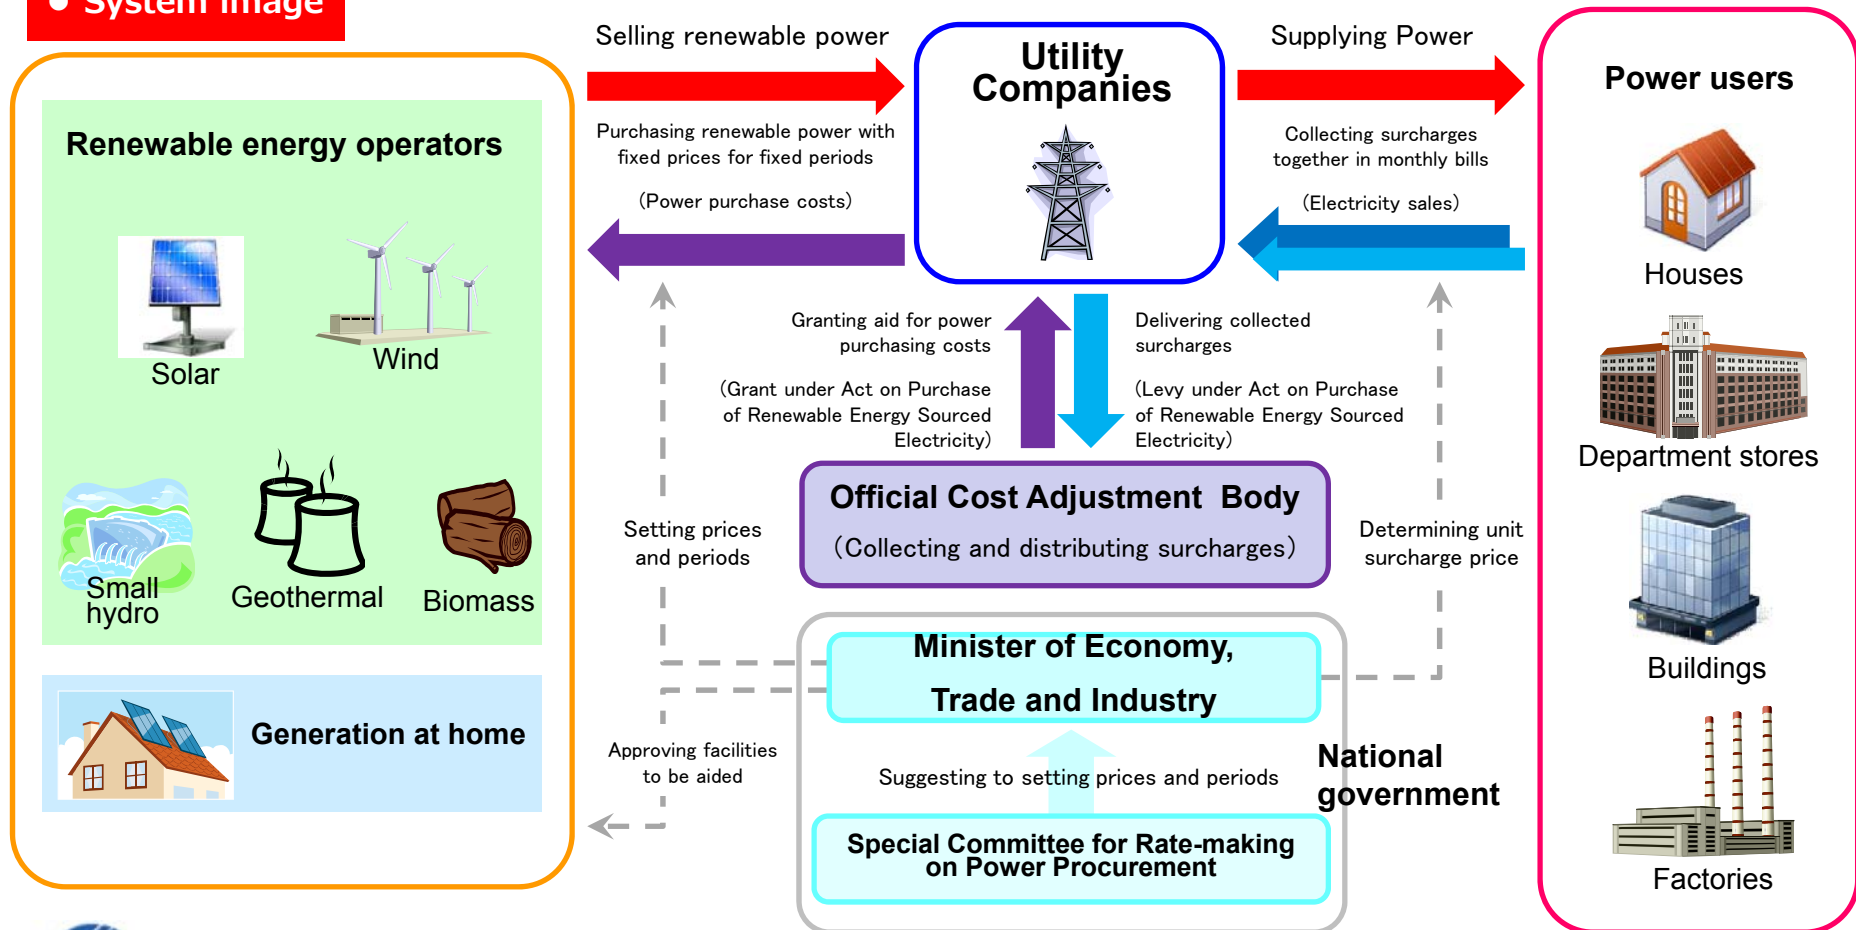 ● System image
Renewable energy operators
Solar
Wind
Small
hydro
Geothermal
Biomass
Generation at home
Selling renewable power
Purchasing renewable power with
fixed prices for fixed periods
(Power purchase costs)
Utility
Companies
Supplying Power
Collecting surcharges
together in monthly bills
(Electricity sales)
Granting aid for power
purchasing costs
(Grant under Act on Purchase
of Renewable Energy Sourced
Electricity)
Delivering collected
surcharges
(Levy under Act on Purchase
of Renewable Energy Sourced
Electricity)
Official Cost Adjustment Body
(Collecting and distributing surcharges)
Setting prices
and periods
Determining unit
surcharge price
Minister of Economy,
Trade and Industry
Approving facilities
to be aided
Suggesting to setting prices and periods
National
government
Special Committee for Rate-making
on Power Procurement
Power users
Houses
Department stores
Buildings
Factories